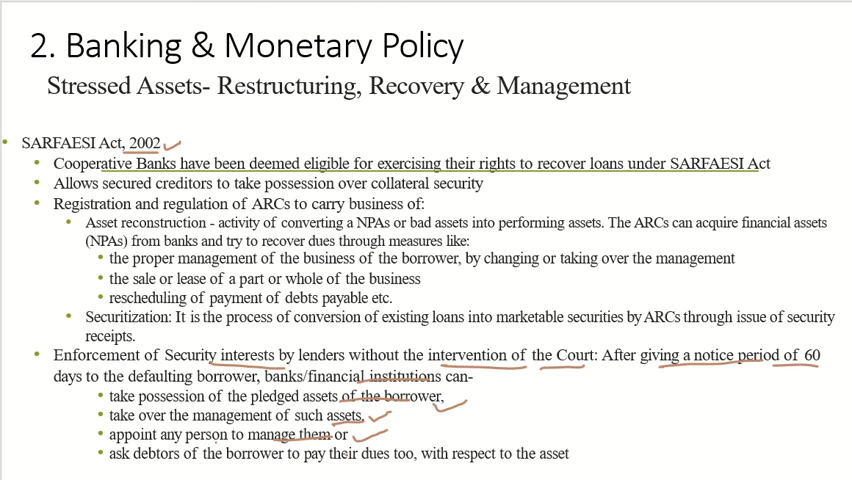 2. Banking & Monetary Policy
Stressed Assets- Restructuring, Recovery & Management
• SARFAESI Act, 2002
• Cooperative Banks have been deemed eligible for exercising their rights to recover loans under SARFAESI Act
• Allows secured creditors to take possession over collateral security
• Registration and regulation of ARCs to carry business of:
• Asset reconstruction - activity of converting a NPAs or bad assets into performing assets. The ARCs can acquire financial assets
(NPAs) from banks and try to recover dues through measures like:
• the proper management of the business of the borrower, by changing or taking over the management
• the sale or lease of a part or whole of the business
• rescheduling of payment of debts payable etc.
• Securitization: It is the process of conversion of existing loans into marketable securities by ARCs through issue of security
receipts.
• Enforcement of Security interests by lenders without the intervention of the Court: After giving a notice period of 60
days to the defaulting borrower, banks/financial institutions can-
• take possession of the pledged assets of the borrower,
• take over the management of such assets,
• appoint any person to manage them or
• ask debtors of the borrower to pay their dues too, with respect to the asset